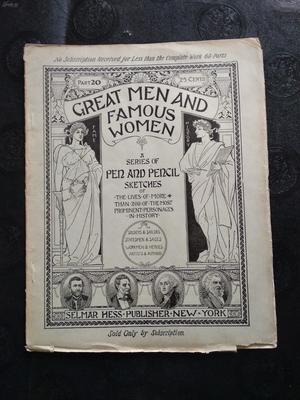 No Subscription Received for Less than the Complete Work 68 Parts
PART 20
25 CENTS
GREAT MEN AND
FAMOUS
WOMEN
A
SERIES OF
PEN AND PENCIL
SKETCHES
OF
THE LIVES OF MORE
THAN 200 OF THE MOST
PROMINENT PERSONAGES
IN HISTORY
SOLDIERS & SAILORS
STATESMEN & SAGES
WORKMEN & HEROES
ARTISTS & AUTHORS
SELMAR HESS PUBLISHER NEW YORK
Sold Only by Subscription